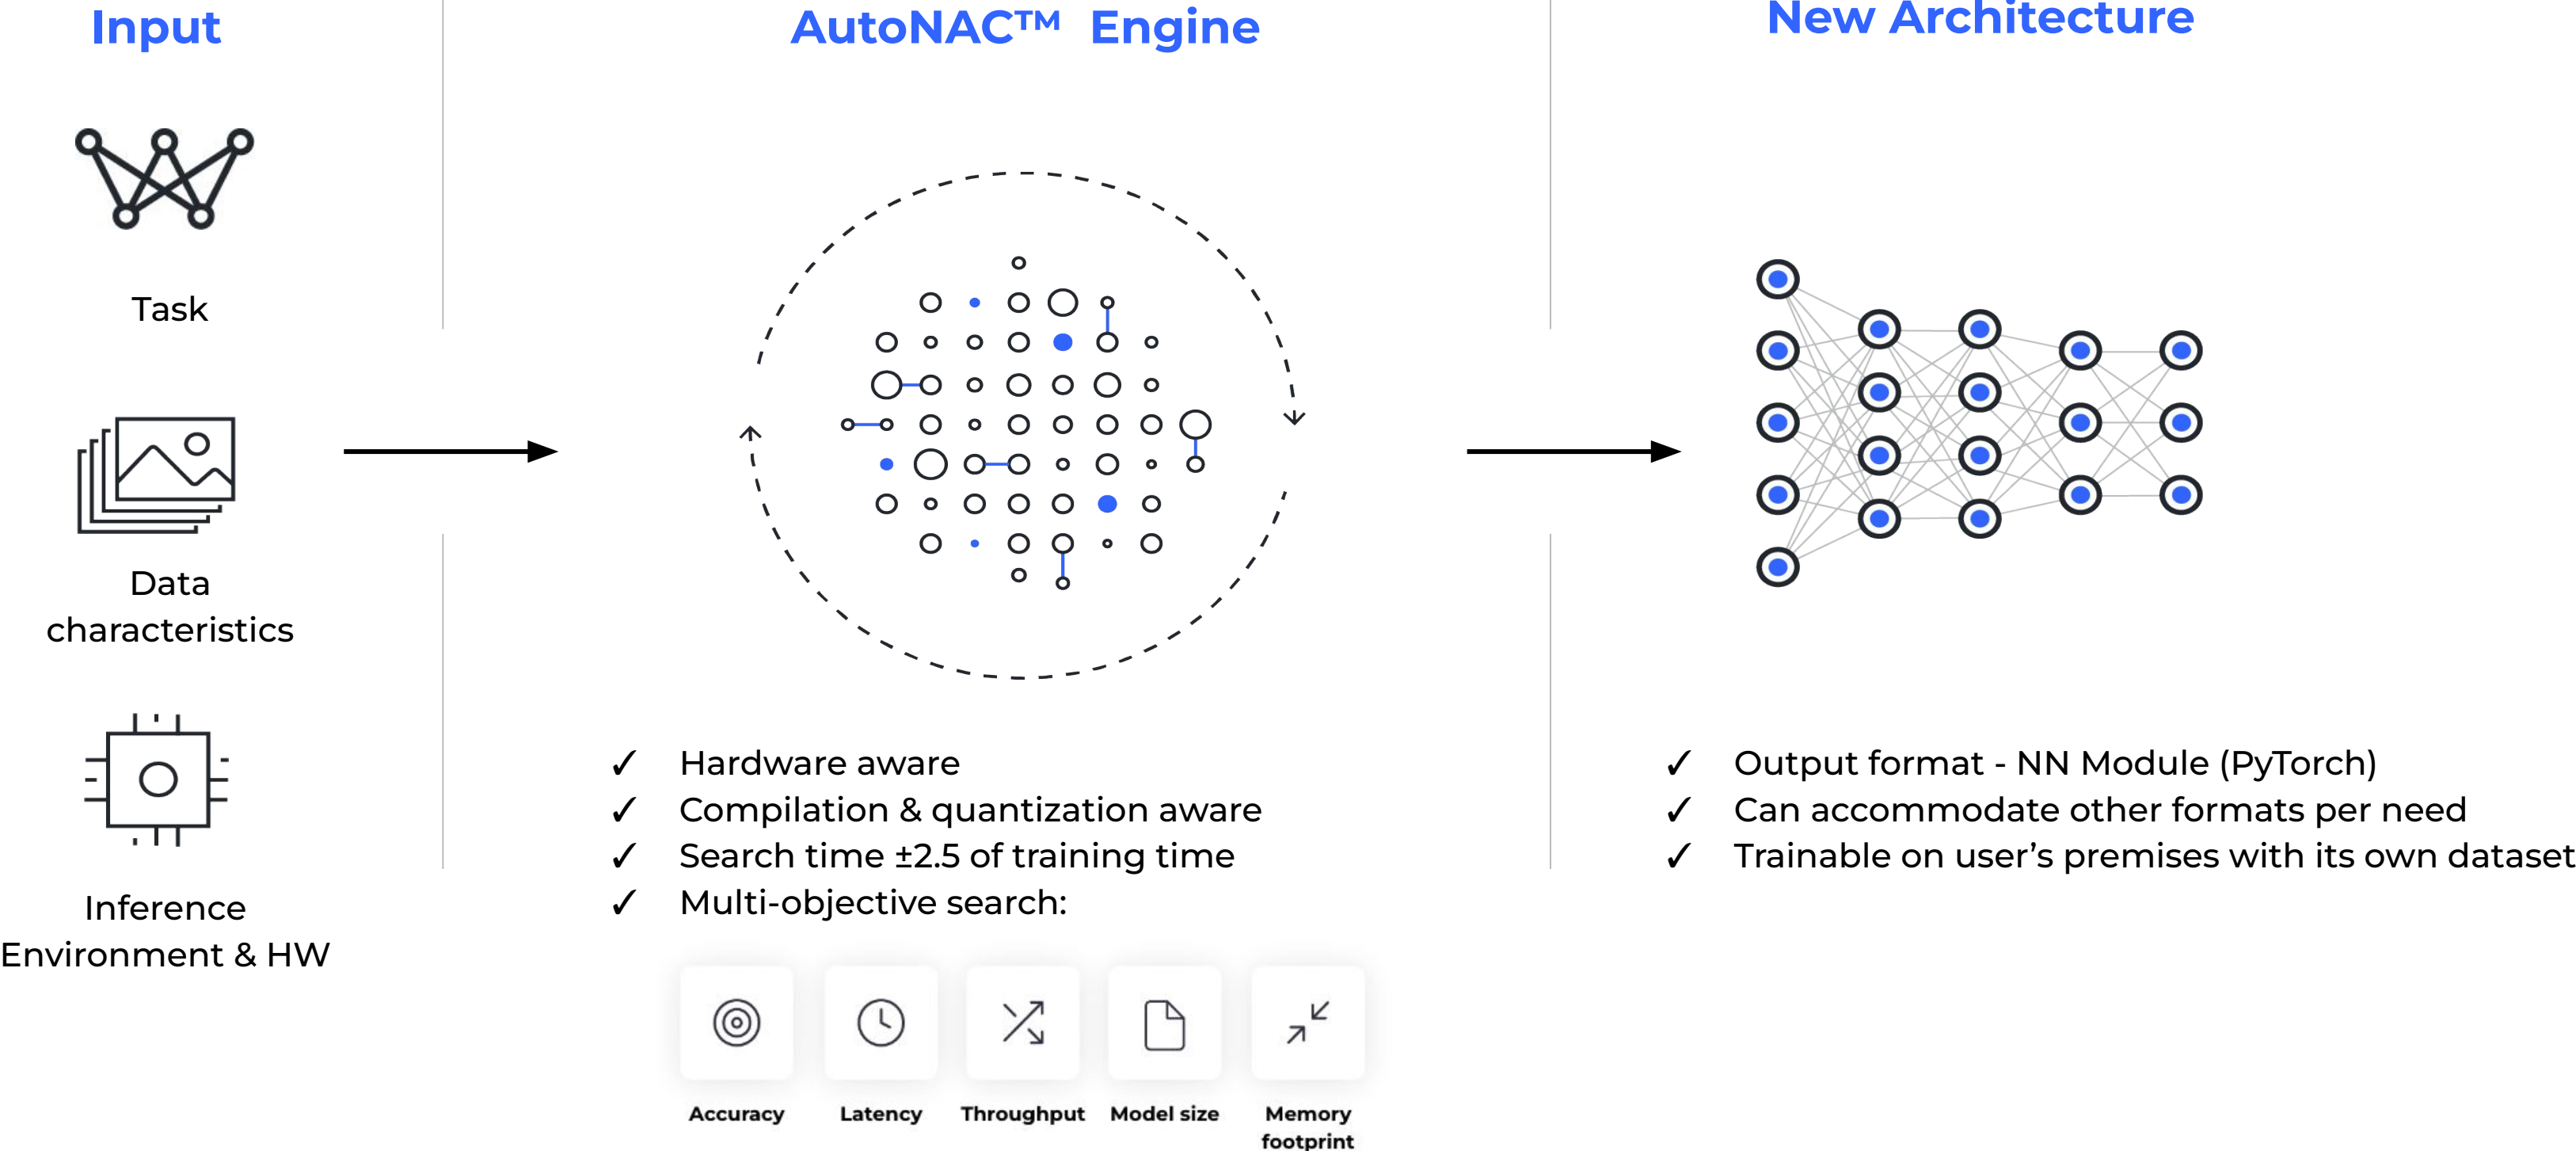 Input
Task
Data
characteristics
Inference
Environment & HW
AutoNAC™ Engine
✓ Hardware aware
✓ Compilation & quantization aware
✓ Search time ±2.5 of training time
✓ Multi-objective search:
Accuracy
Latency
Throughput
Model size
Memory
footprint
New Architecture
✓ Output format - NN Module (PyTorch)
✓ Can accommodate other formats per need
✓ Trainable on user’s premises with its own dataset